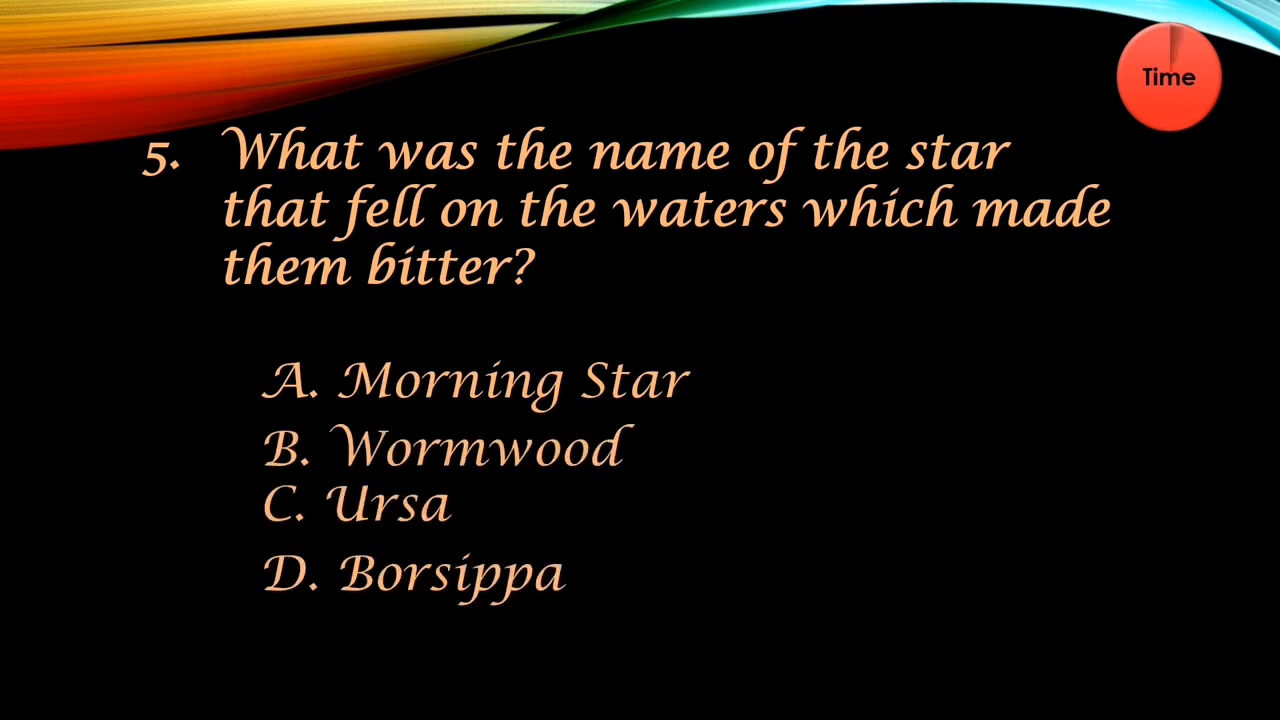 Time
5. What was the name of the star
that fell on the waters which made
them bitter?
A. Morning Star
B. Wormwood
C. Ursa
D. Borsippa